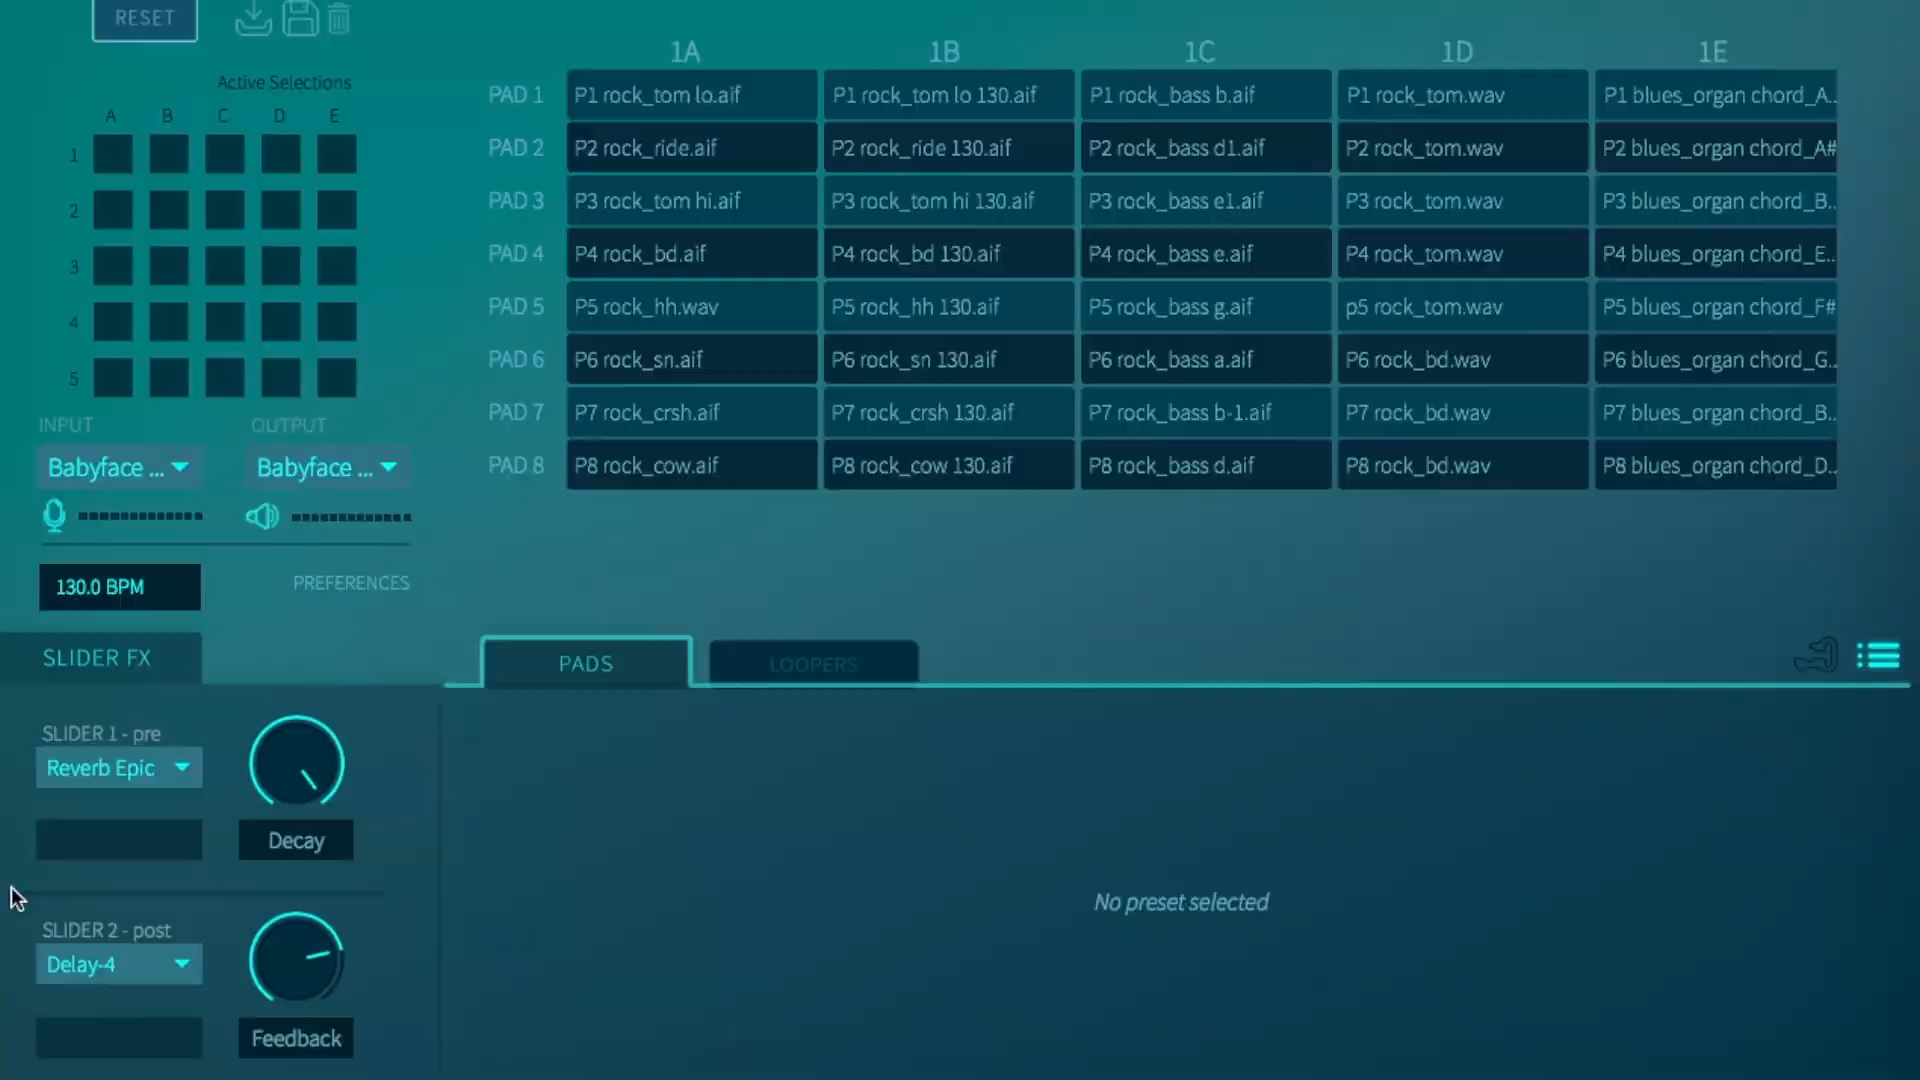 RESET
Active Selections
A B C D E
1
2
3
4
5
INPUT OUTPUT
Babyface ... Babyface ...
130.0 BPM PREFERENCES
1A 1B 1C 1D 1E
PAD 1 P1 rock_tom lo.aif P1 rock_tom lo 130.aif P1 rock_bass b.aif P1 rock_tom.wav P1 blues_organ chord_A..
PAD 2 P2 rock_ride.aif P2 rock_ride 130.aif P2 rock_bass d1.aif P2 rock_tom.wav P2 blues_organ chord_A#
PAD 3 P3 rock_tom hi.aif P3 rock_tom hi 130.aif P3 rock_bass e1.aif P3 rock_tom.wav P3 blues_organ chord_B..
PAD 4 P4 rock_bd.aif P4 rock_bd 130.aif P4 rock_bass e.aif P4 rock_tom.wav P4 blues_organ chord_E..
PAD 5 P5 rock_hh.wav P5 rock_hh 130.aif p5 rock_bass g.aif p5 rock_tom.wav P5 blues_organ chord_F#
PAD 6 P6 rock_sn.aif P6 rock_sn 130.aif P6 rock_bass a.aif P6 rock_bd.wav P6 blues_organ chord_G..
PAD 7 P7 rock_crsh.aif P7 rock_crsh 130.aif P7 rock_bass b-1.aif P7 rock_bd.wav P7 blues_organ chord_B..
PAD 8 P8 rock_cow.aif P8 rock_cow 130.aif P8 rock_bass d.aif P8 rock_bd.wav P8 blues_organ chord_D..
SLIDER FX
PADS LOOPERS
SLIDER 1 - pre
Reverb Epic
Decay
SLIDER 2 - post
Delay-4
Feedback
No preset selected